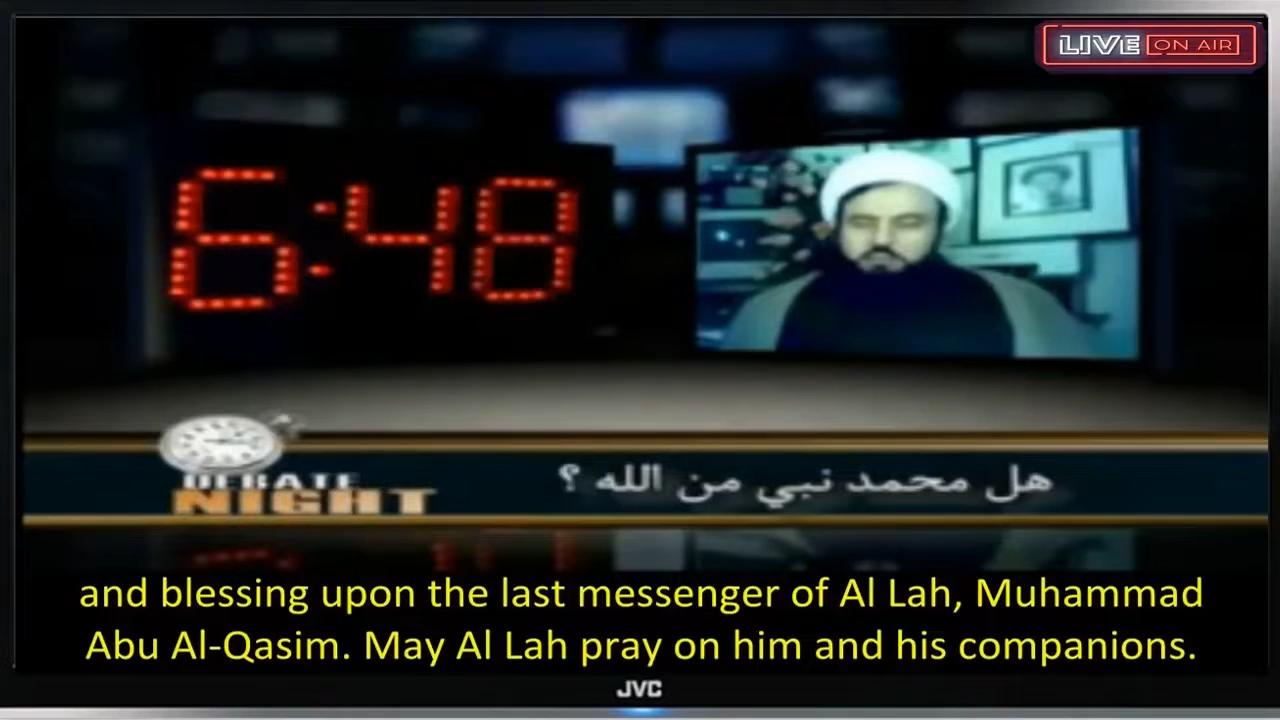 LIVE ON AIR
6:48
DEBATE
NIGHT
هل محمد نبي من الله ؟
and blessing upon the last messenger of Al Lah, Muhammad
Abu Al-Qasim. May Al Lah pray on him and his companions.
JVC